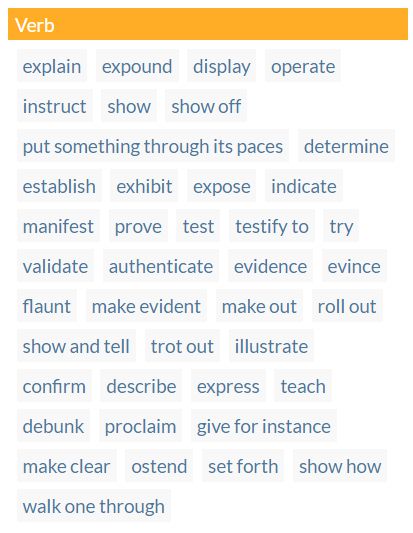 Verb
explain expound display operate
instruct show show off
put something through its paces determine
establish exhibit expose indicate
manifest prove test testify to try
validate authenticate evidence evince
flaunt make evident make out roll out
show and tell trot out illustrate
confirm describe express teach
debunk proclaim give for instance
make clear ostend set forth show how
walk one through